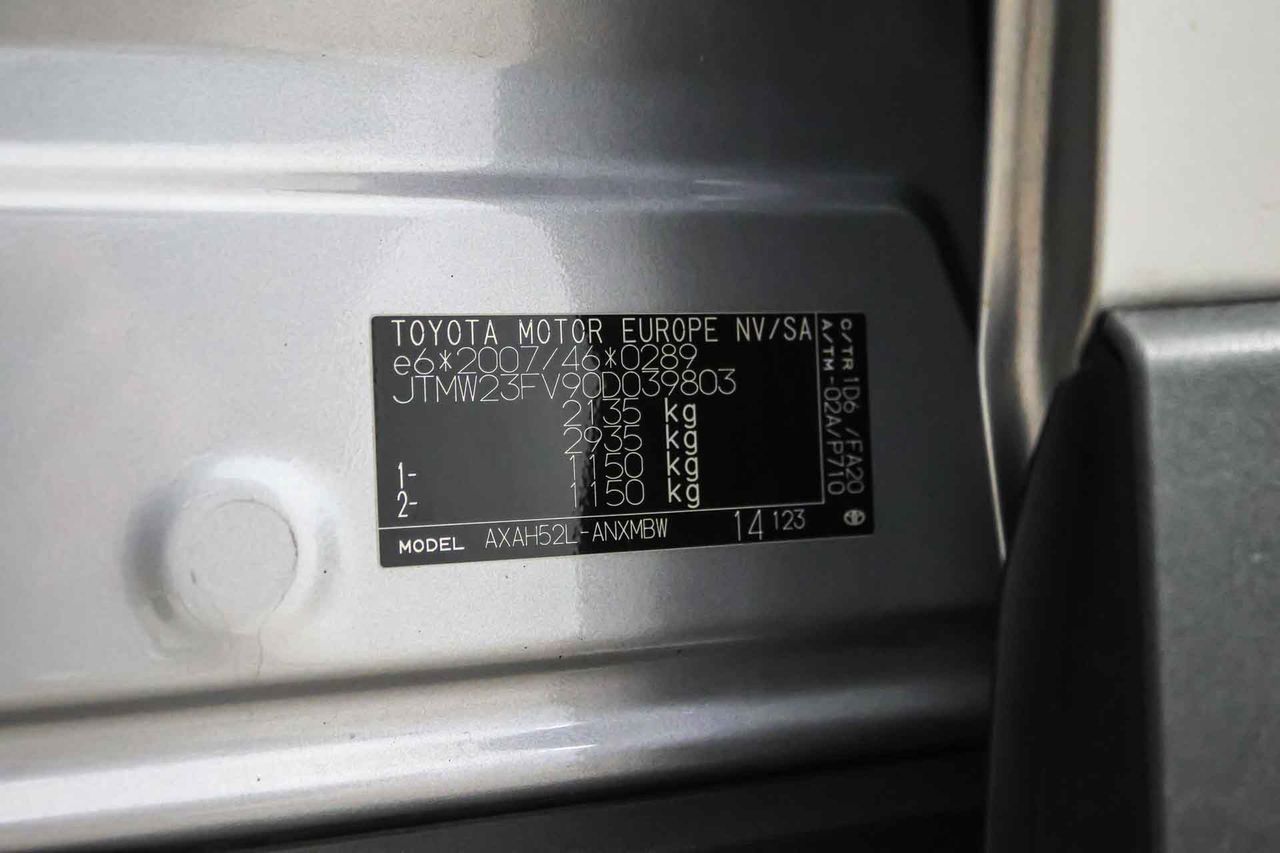 TOYOTA MOTOR EUROPE NV/SA
e6*2007/46*0289
JTMW23FV90D039803
2135 kg
2935 kg
1- 1150 kg
2- 1150 kg
MODEL AXAH52L-ANXMBW 14 123
C/TR 1D6 /FA20
A/TM -02A/P710